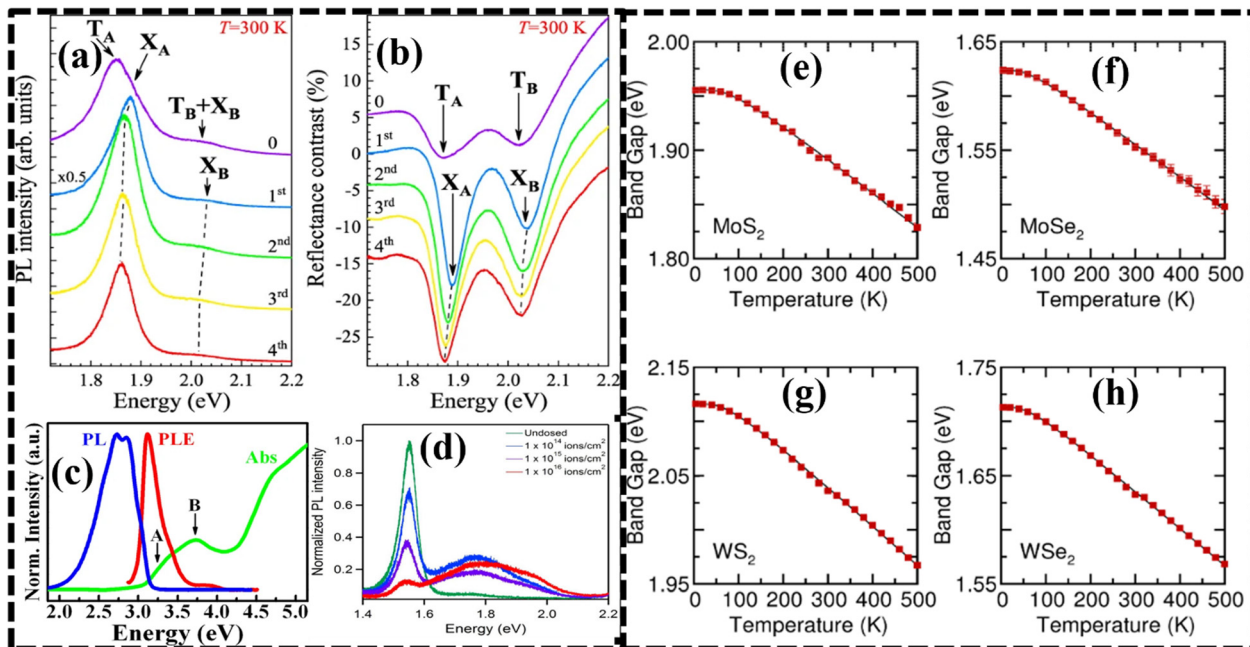 (a)
T_A
X_A
T=300 K
T_B+X_B
0
X_B
x0.5
1st
2nd
3rd
4th
PL intensity (arb. units)
1.8 1.9 2.0 2.1 2.2
Energy (eV)
(b)
T=300 K
Reflectance contrast (%)
15
10
5
0
-5
-10
-15
-20
-25
0
1st
2nd
3rd
4th
T_A
T_B
X_A
X_B
1.8 1.9 2.0 2.1 2.2
Energy (eV)
(c)
PL
PLE
Abs
A
B
Norm. Intensity (a.u.)
2.0 2.5 3.0 3.5 4.0 4.5 5.0
Energy (eV)
(d)
Undosed
1 x 10^14 ions/cm^2
1 x 10^15 ions/cm^2
1 x 10^16 ions/cm^2
Normalized PL intensity
1.0
0.8
0.6
0.4
0.2
1.4 1.6 1.8 2.0 2.2
Energy (eV)
(e)
2.00
1.90
1.80
Band Gap (eV)
MoS2
0 100 200 300 400 500
Temperature (K)
(f)
1.65
1.55
1.45
Band Gap (eV)
MoSe2
0 100 200 300 400 500
Temperature (K)
(g)
2.15
2.05
1.95
Band Gap (eV)
WS2
0 100 200 300 400 500
Temperature (K)
(h)
1.75
1.65
1.55
Band Gap (eV)
WSe2
0 100 200 300 400 500
Temperature (K)